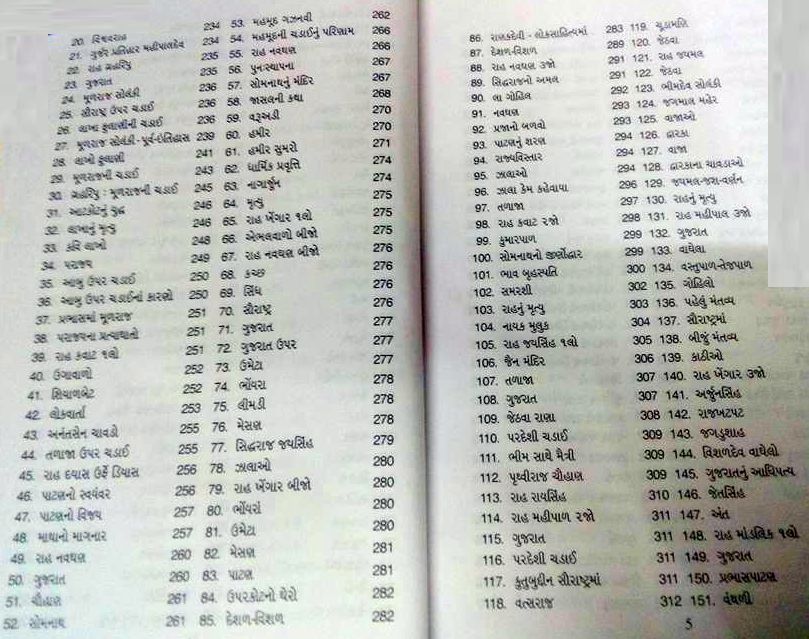 20. વિશ્વવરાહ 234
21. ગુર્જર પ્રતિહાર મહીપાલદેવ 234
22. રાહ ગ્રહરિપુ 235
23. ગુજરાત 235
24. મૂળરાજ સોલંકી 236
25. સૌરાષ્ટ્ર ઉપર ચડાઈ 236
26. લાખા ફુલાણીની ચડાઈ 236
27. મૂળરાજ સોલંકી - પૂર્વ-ઇતિહાસ 239
28. લાખો ફુલાણી 241
29. મૂળરાજની ચડાઈ 243
30. ગ્રહરિપુ : મૂળરાજની ચડાઈ 245
31. આટકોટનું યુદ્ધ 246
32. લાખાનું મૃત્યુ 246
33. કવિ લાખો 248
34. પરાજય 249
35. આબુ ઉપર ચડાઈ 250
36. આબુ ઉપર ચડાઈનાં કારણો 250
37. પ્રભાસમાં મૂળરાજ 251
38. પરાજયના પ્રત્યાઘાતો 251
39. રાહ કવાટ ૧લો 251
40. ઉગાવાળો 252
41. શિયાળબેટ 252
42. લોકવાર્તા 253
43. અનંતસેન ચાવડો 255
44. તળાજા ઉપર ચડાઈ 255
45. રાહ દયાસ ઉર્ફે ડિયાસ 256
46. પાટણનો સ્વયંવર 256
47. પાટણનો વિજય 257
48. માથાનો માગનાર 257
49. રાહ નવઘણ 260
50. ગુજરાત 260
51. ચૌહાણ 261
52. સોમનાથ 261
53. મહમૂદ ગઝનવી 262
54. મહમૂદની ચડાઈનું પરિણામ 266
55. રાહ નવઘણ 266
56. પુનઃસ્થાપના 267
57. સોમનાથનું મંદિર 267
58. જાસલની કથા 268
59. વરૂઅડી 270
60. હમીર 270
61. હમીર સુમરો 271
62. ધાર્મિક પ્રવૃત્તિ 274
63. નાગાર્જુન 274
64. મૃત્યુ 275
65. રાહ ખેંગાર ૧લો 275
66. એભલવાળો બીજો 275
67. રાહ નવઘણ બીજો 276
68. કચ્છ 276
69. સિંધ 276
70. સૌરાષ્ટ્ર 276
71. ગુજરાત 277
72. ગુજરાત ઉપર 277
73. ઉમેટા 277
74. ભોંયરા 278
75. લીમડી 278
76. મેસણ 278
77. સિદ્ધરાજ જયસિંહ 279
78. ઝાલાઓ 280
79. રાહ ખેંગાર બીજો 280
80. ભોંયરાં 280
81. ઉમેટા 280
82. મેસણ 281
83. પાટણ 281
84. ઉપરકોટનો ઘેરો 282
85. દેશળ-વિશળ 282
86. રાણકદેવી - લોકસાહિત્યમાં 283
87. દેશળ-વિશળ 289
88. રાહ નવઘણ ૩જો 291
89. સિદ્ધરાજનો અમલ 291
90. લા ગોહિલ 292
91. નવઘણ 293
92. પ્રજાનો બળવો 293
93. પાટણનું શરણ 294
94. રાજ્યવિસ્તાર 294
95. ઝાલાઓ 294
96. ઝાલા કેમ કહેવાયા 296
97. તળાજા 297
98. રાહ કવાટ ૨જો 298
99. કુમારપાળ 299
100. સોમનાથનો જીર્ણોદ્ધાર 299
101. ભાવ બૃહસ્પતિ 300
102. સમરશી 302
103. રાહનું મૃત્યુ 303
104. નાયક મુલુક 304
105. રાહ જયસિંહ ૧લો 305
106. જૈન મંદિર 306
107. તળાજા 307
108. ગુજરાત 307
109. જેઠવા રાણા 308
110. પરદેશી ચડાઈ 309
111. ભીમ સાથે મૈત્રી 309
112. પૃથ્વીરાજ ચૌહાણ 309
113. રાહ રાયસિંહ 310
114. રાહ મહીપાળ ૨જો 311
115. ગુજરાત 311
116. પરદેશી ચડાઈ 311
117. કુતુબુદ્દીન સૌરાષ્ટ્રમાં 311
118. વત્સરાજ 312
119. ચૂડામણિ
120. જેઠવા
121. રાહ જયમલ
122. જેઠવા
123. ભીમદેવ સોલંકી
124. જગમાલ મહેર
125. વાજાઓ
126. દ્વારકા
127. વાજા
128. દ્વારકાના ચાવડાઓ
129. જયમલ-જરા-વર્ણન
130. રાહનું મૃત્યુ
131. રાહ મહીપાલ ૩જો
132. ગુજરાત
133. વાઘેલા
134. વસ્તુપાળ-તેજપાળ
135. ગોહિલો
136. પહેલું મંતવ્ય
137. સૌરાષ્ટ્રમાં
138. બીજું મંતવ્ય
139. કાઠીઓ
140. રાહ ખેંગાર ૩જો
141. અર્જુનસિંહ
142. રાજખટપટ
143. જગડુશાહ
144. વિશળદેવ વાઘેલો
145. ગુજરાતનું આધિપત્ય
146. જેતસિંહ
147. અંત
148. રાહ માંડલિક ૧લો
149. ગુજરાત
150. પ્રભાસપાટણ
151. વંથળી
5